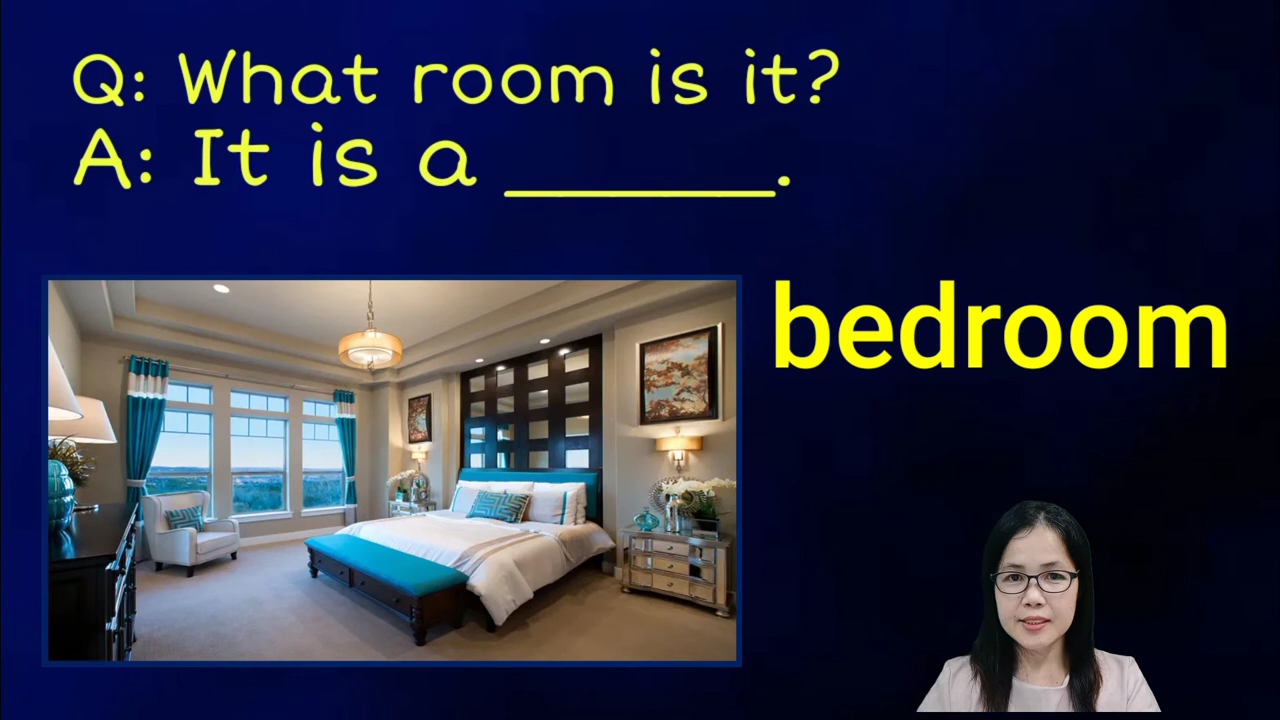 Q: What room is it?
A: It is a ______.
bedroom